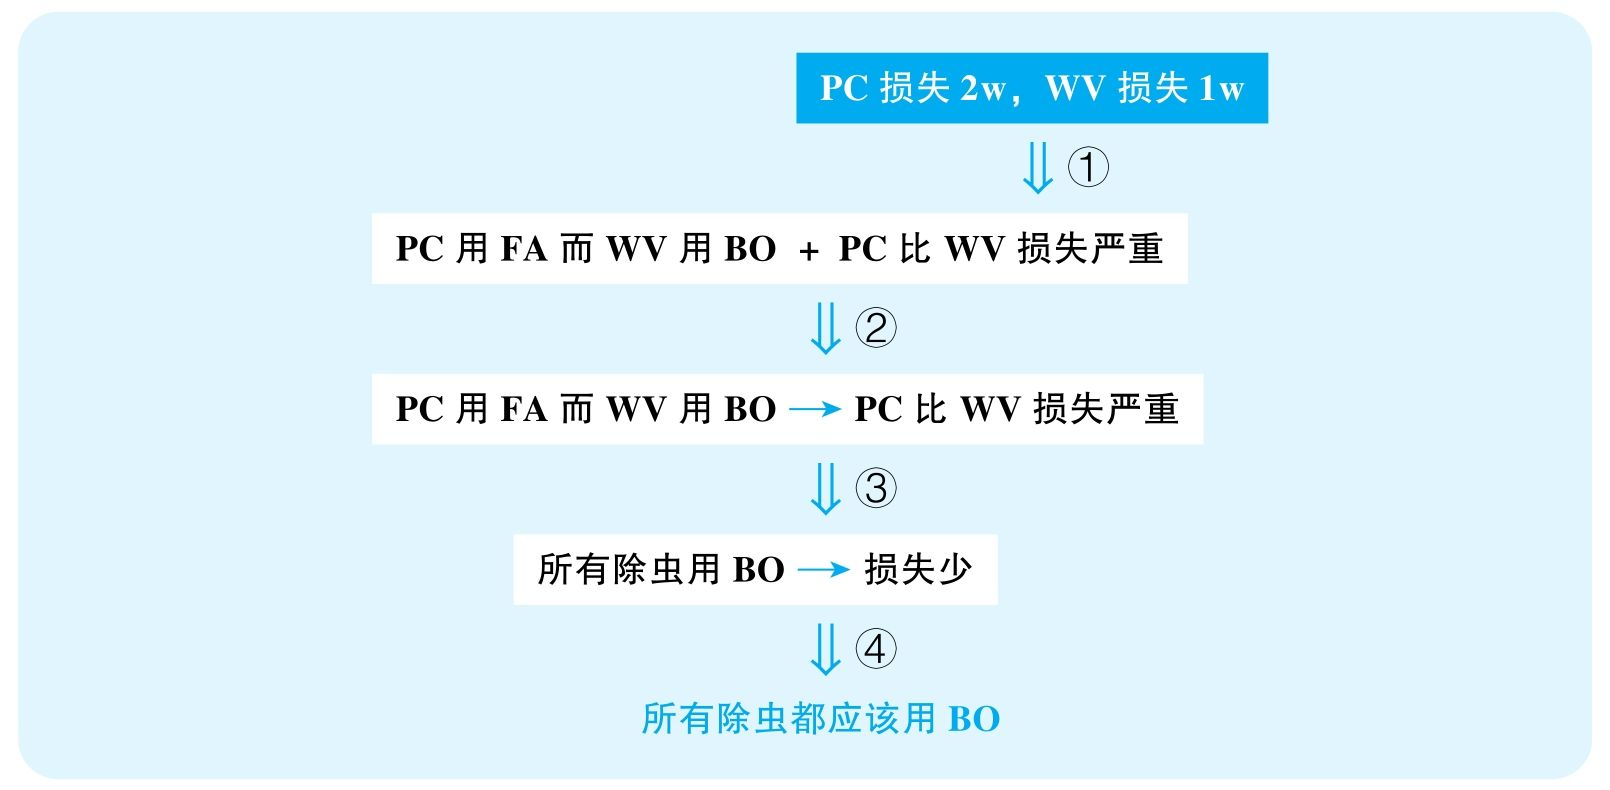 PC 损失 2w，WV 损失 1w
①
PC 用 FA 而 WV 用 BO + PC 比 WV 损失严重
②
PC 用 FA 而 WV 用 BO → PC 比 WV 损失严重
③
所有除虫用 BO → 损失少
④
所有除虫都应该用 BO